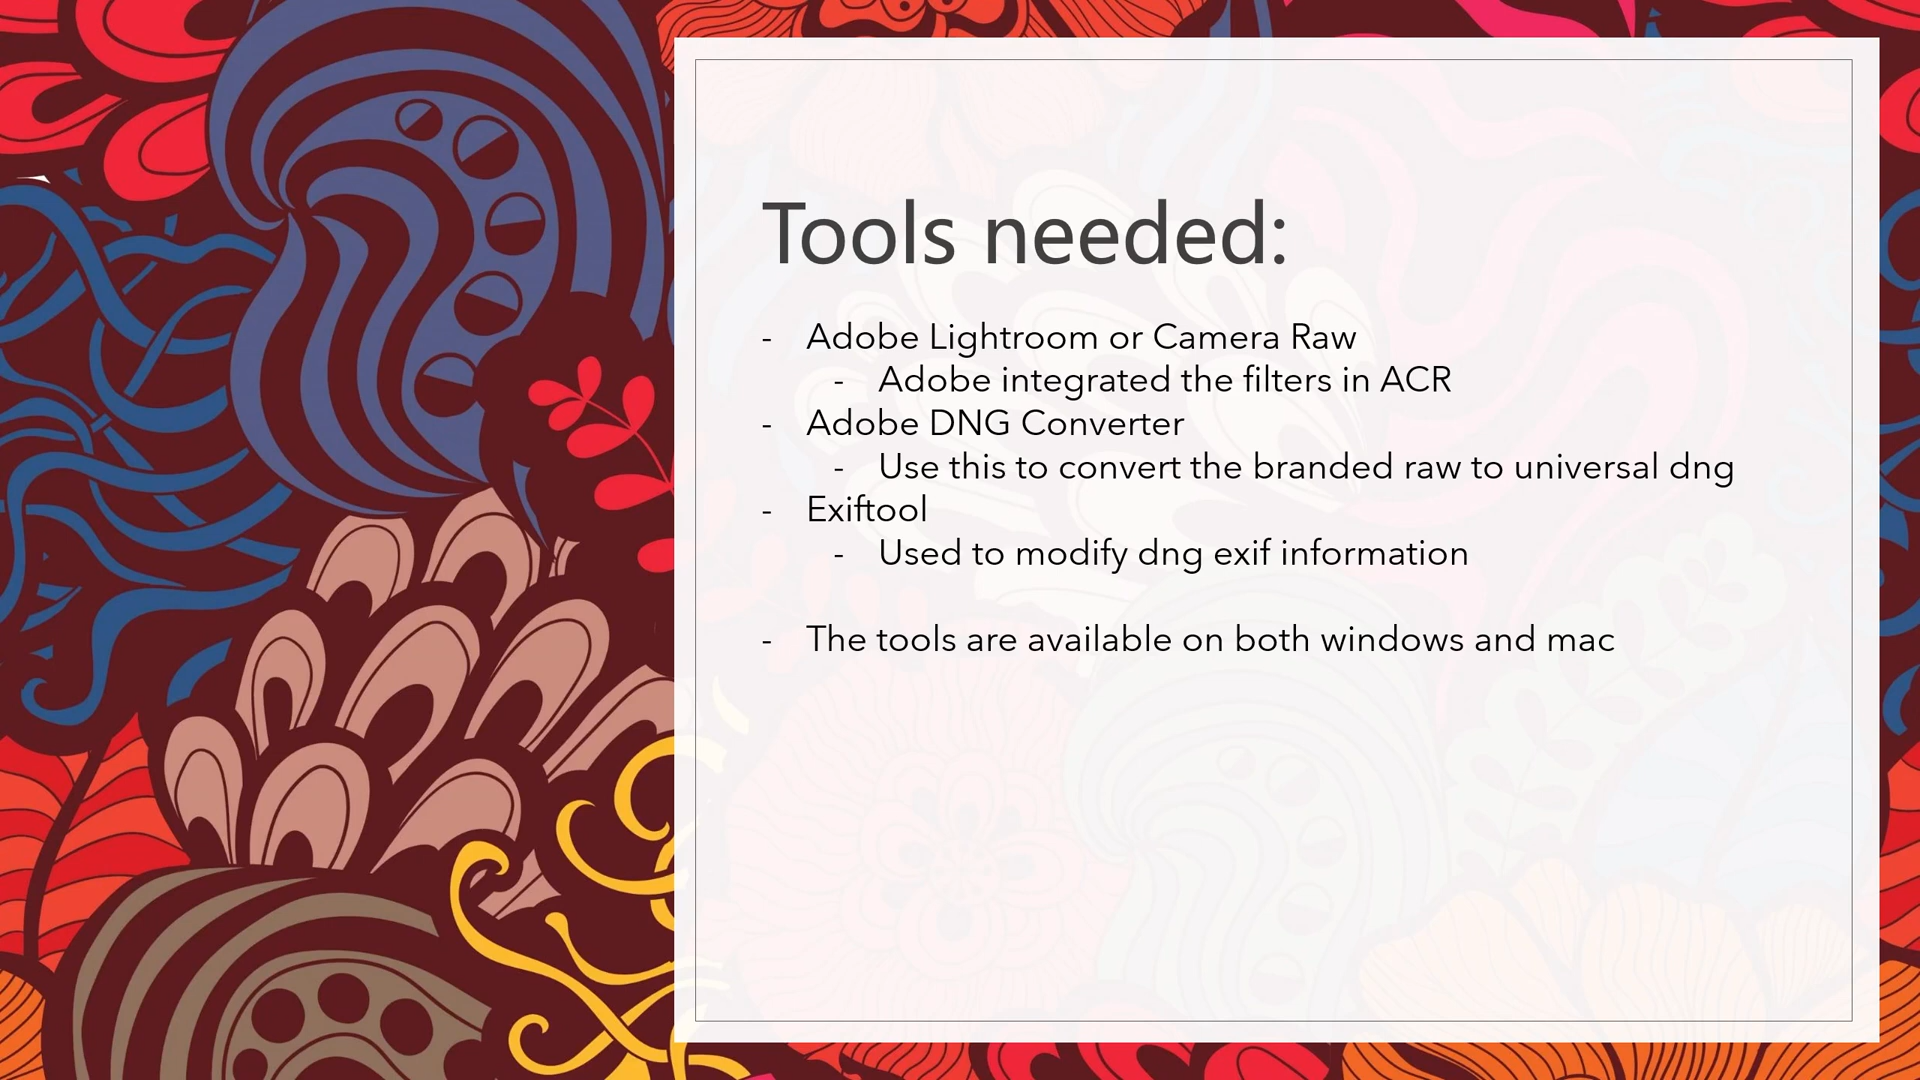 Tools needed:
- Adobe Lightroom or Camera Raw
- Adobe integrated the filters in ACR
- Adobe DNG Converter
- Use this to convert the branded raw to universal dng
- Exiftool
- Used to modify dng exif information
- The tools are available on both windows and mac